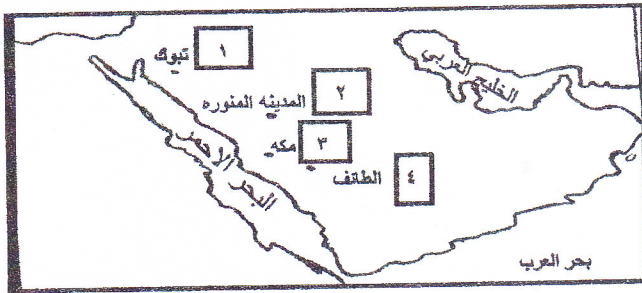 ١
تبوك
الخليج العربي
٢
المدينه المنوره
٣
مكه
البحر الاحمر
٤
الطائف
بحر العرب